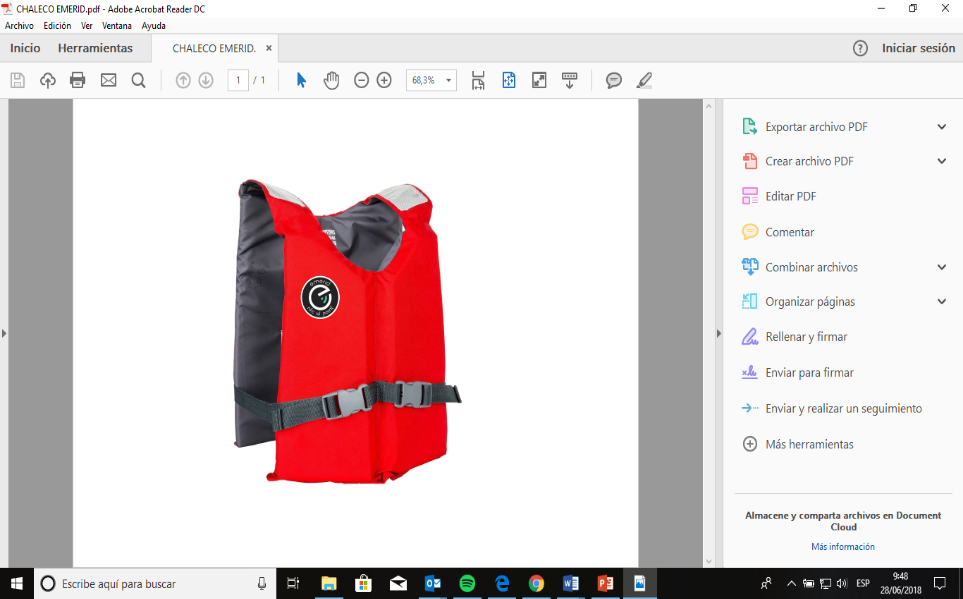 CHALECO EMERID.pdf - Adobe Acrobat Reader DC
Archivo Edición Ver Ventana Ayuda
Inicio Herramientas CHALECO EMERID. × ? Iniciar sesión
1 / 1 68,3%
Exportar archivo PDF
Crear archivo PDF
Editar PDF
Comentar
Combinar archivos
Organizar páginas
Rellenar y firmar
Enviar para firmar
Enviar y realizar un seguimiento
Más herramientas
Almacene y comparta archivos en Document
Cloud
Más información
Escribe aquí para buscar
ESP
9:48
28/06/2018